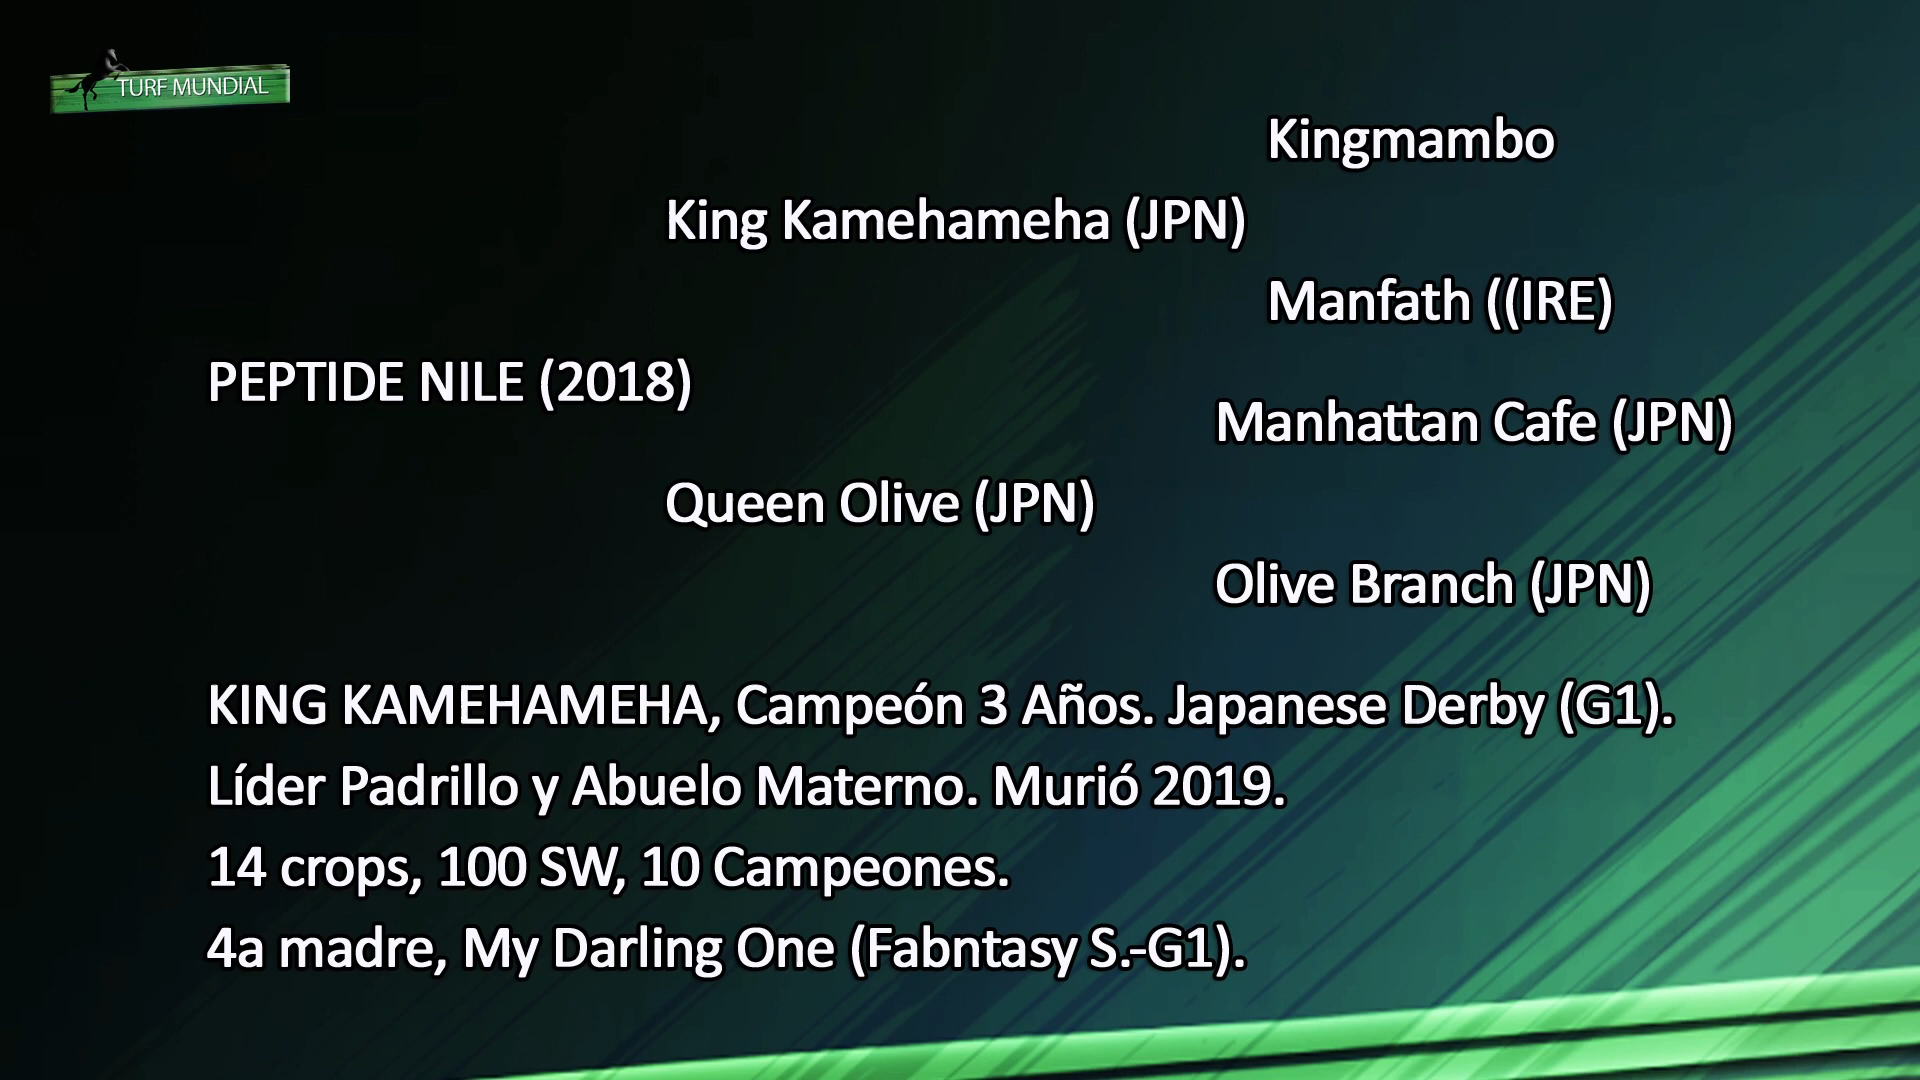 TURF MUNDIAL
Kingmambo
King Kamehameha (JPN)
Manfath ((IRE)
PEPTIDE NILE (2018)
Manhattan Cafe (JPN)
Queen Olive (JPN)
Olive Branch (JPN)
KING KAMEHAMEHA, Campeón 3 Años. Japanese Derby (G1).
Líder Padrillo y Abuelo Materno. Murió 2019.
14 crops, 100 SW, 10 Campeones.
4a madre, My Darling One (Fabntasy S.-G1).